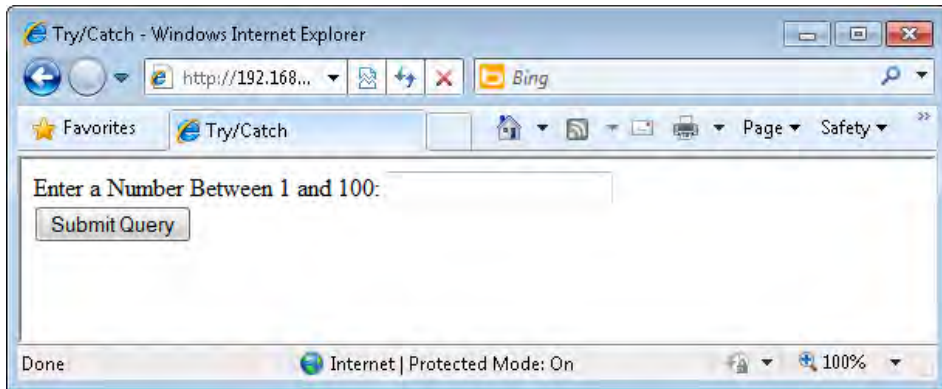 Try/Catch - Windows Internet Explorer
http://192.168...
Bing
Favorites
Try/Catch
Page
Safety
»
Enter a Number Between 1 and 100:
Submit Query
Done
Internet | Protected Mode: On
100%